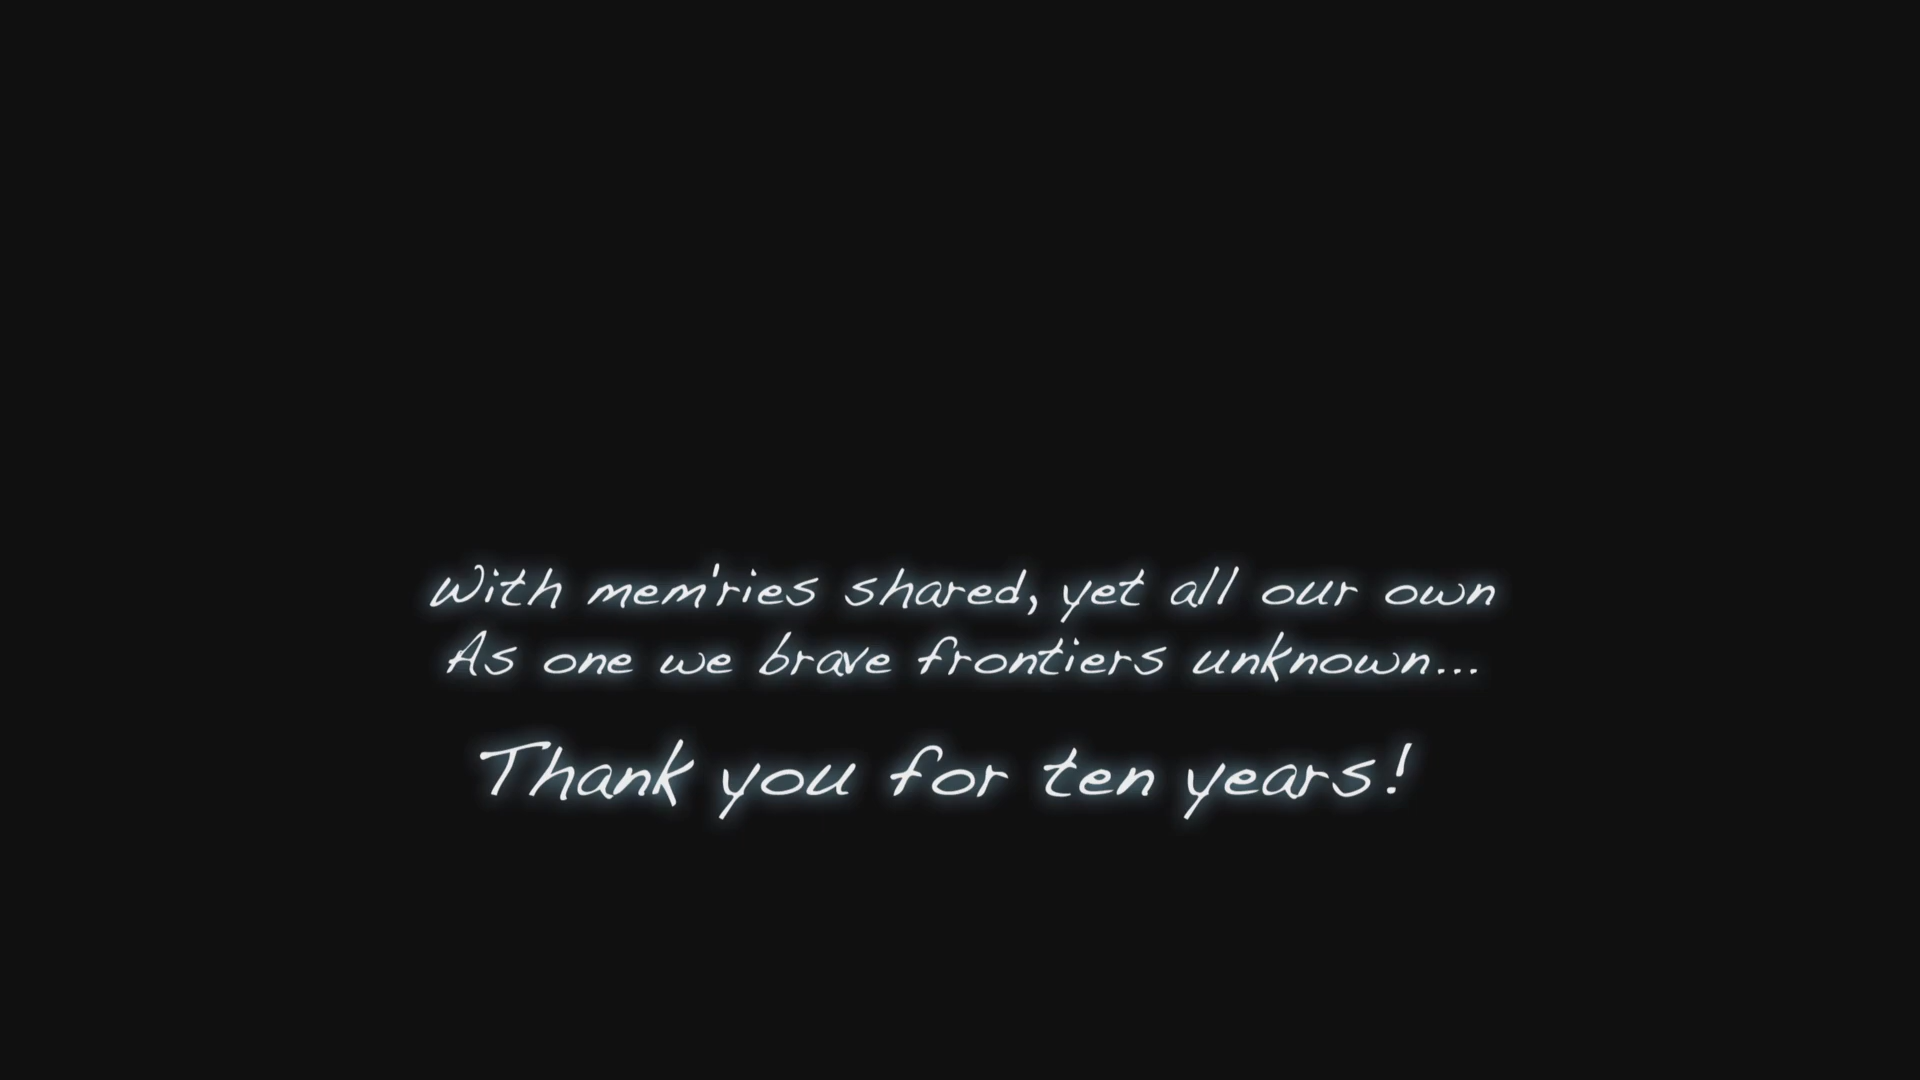 With mem'ries shared, yet all our own
As one we brave frontiers unknown...
Thank you for ten years!